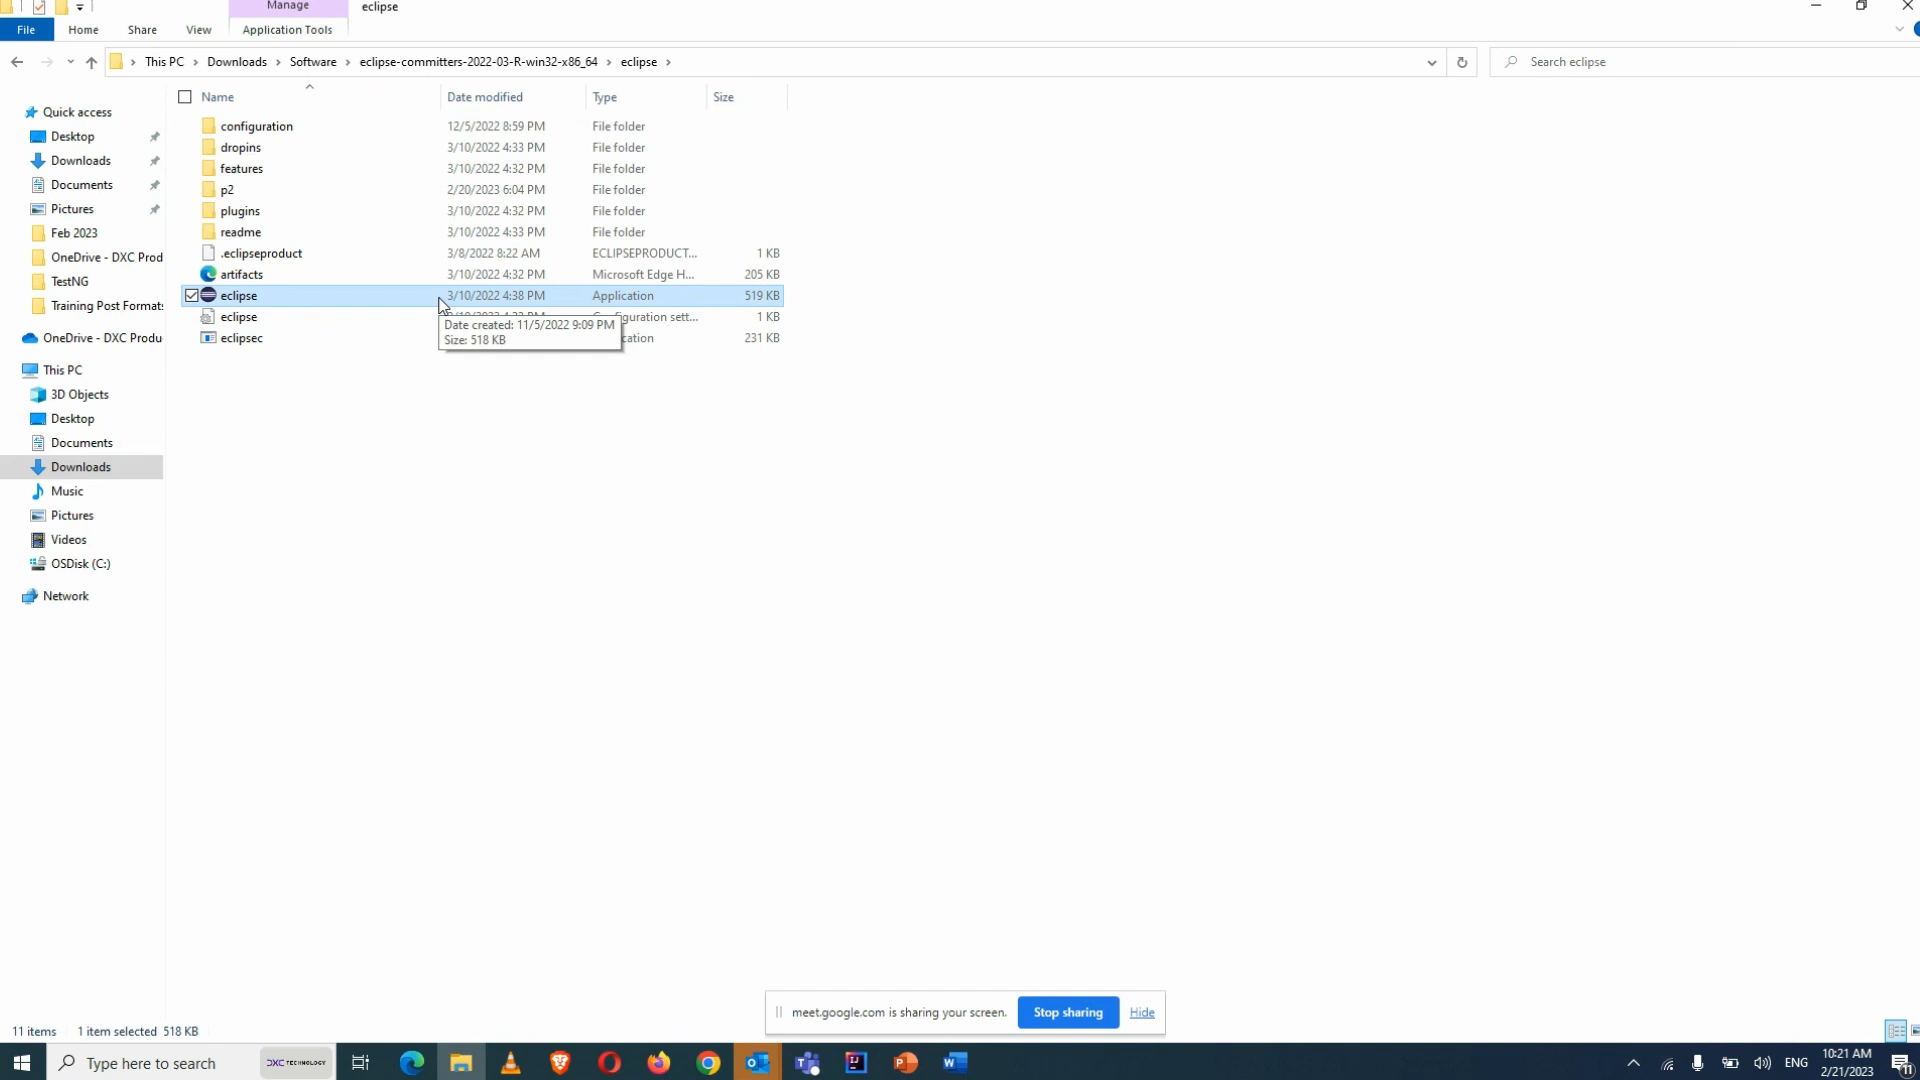 Manage
eclipse
File
Home
Share
View
Application Tools
This PC
Downloads
Software
eclipse-committers-2022-03-R-win32-x86_64
eclipse
Search eclipse
Name
Date modified
Type
Size
Quick access
Desktop
Downloads
Documents
Pictures
Feb 2023
OneDrive - DXC Prod
TestNG
Training Post Formats
OneDrive - DXC Produ
This PC
3D Objects
Desktop
Documents
Downloads
Music
Pictures
Videos
OSDisk (C:)
Network
configuration 12/5/2022 8:59 PM File folder
dropins 3/10/2022 4:33 PM File folder
features 3/10/2022 4:32 PM File folder
p2 2/20/2023 6:04 PM File folder
plugins 3/10/2022 4:32 PM File folder
readme 3/10/2022 4:33 PM File folder
.eclipseproduct 3/8/2022 8:22 AM ECLIPSEPRODUCT... 1 KB
artifacts 3/10/2022 4:32 PM Microsoft Edge H... 205 KB
eclipse 3/10/2022 4:38 PM Application 519 KB
eclipse guration sett... 1 KB
eclipsec cation 231 KB
Date created: 11/5/2022 9:09 PM
Size: 518 KB
meet.google.com is sharing your screen.
Stop sharing
Hide
11 items
1 item selected 518 KB
Type here to search
DXC TECHNOLOGY
ENG
10:21 AM
2/21/2023
11